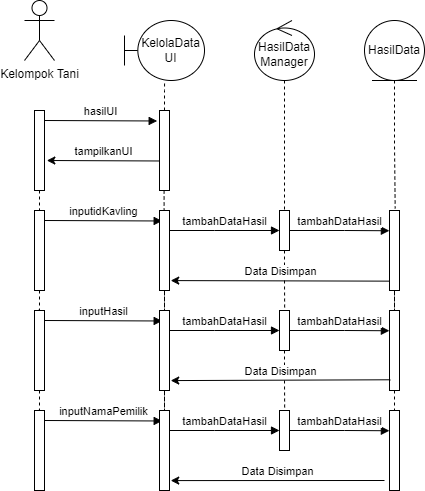 Kelompok Tani
KelolaData
UI
HasilData
Manager
HasilData
hasilUI
tampilkanUI
inputidKavling
tambahDataHasil
tambahDataHasil
Data Disimpan
inputHasil
tambahDataHasil
tambahDataHasil
Data Disimpan
inputNamaPemilik
tambahDataHasil
tambahDataHasil
Data Disimpan